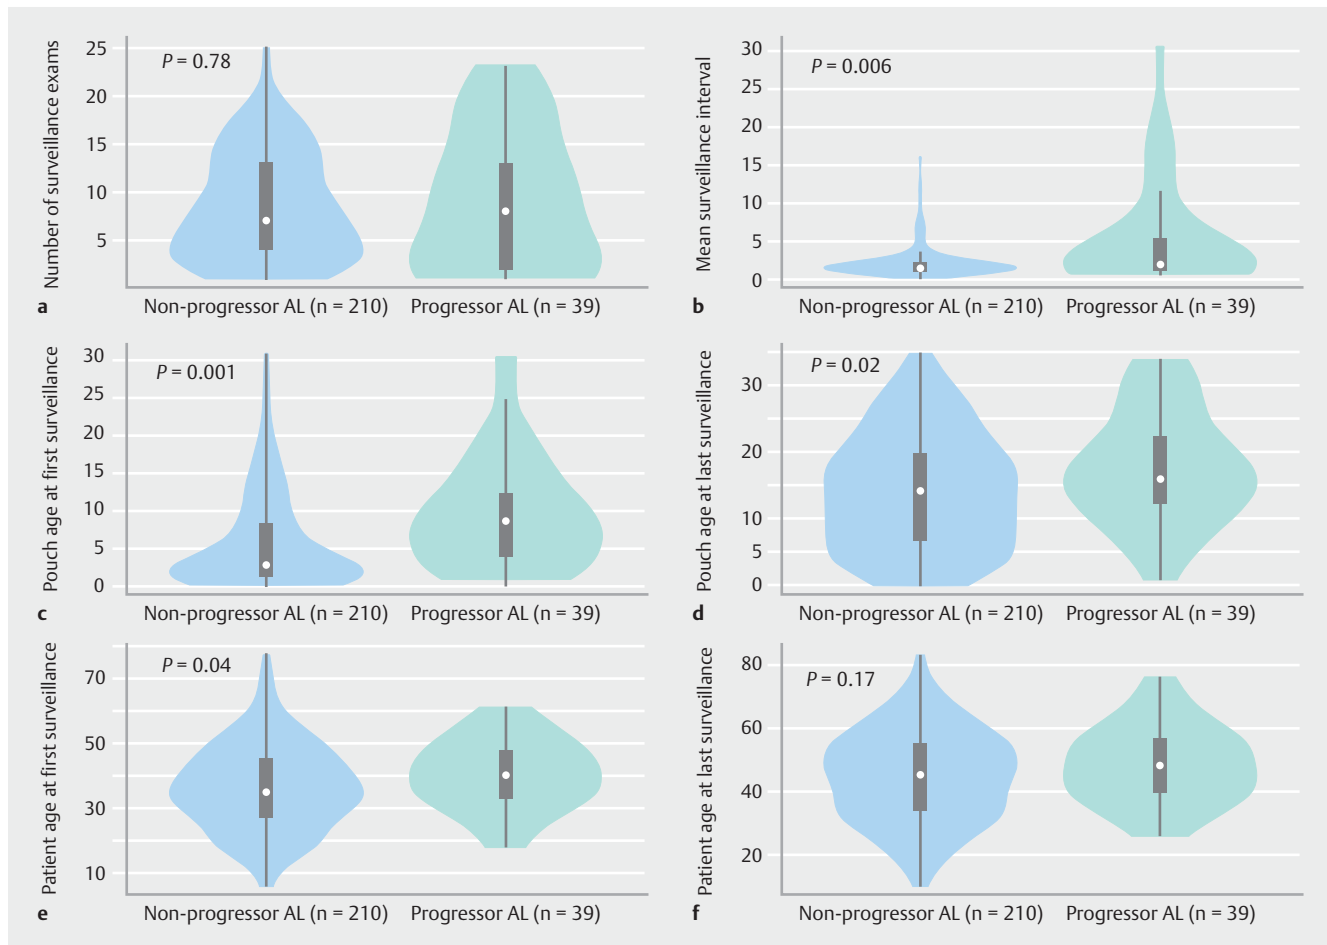 Number of surveillance exams
25
20
15
10
5
P = 0.78
a
Non-progressor AL (n = 210)
Progressor AL (n = 39)
Mean surveillance interval
30
25
20
15
10
5
0
P = 0.006
b
Non-progressor AL (n = 210)
Progressor AL (n = 39)
Pouch age at first surveillance
30
25
20
15
10
5
0
P = 0.001
c
Non-progressor AL (n = 210)
Progressor AL (n = 39)
Pouch age at last surveillance
30
20
10
5
0
P = 0.02
d
Non-progressor AL (n = 210)
Progressor AL (n = 39)
Patient age at first surveillance
70
50
30
10
P = 0.04
e
Non-progressor AL (n = 210)
Progressor AL (n = 39)
Patient age at last surveillance
80
60
40
20
P = 0.17
f
Non-progressor AL (n = 210)
Progressor AL (n = 39)